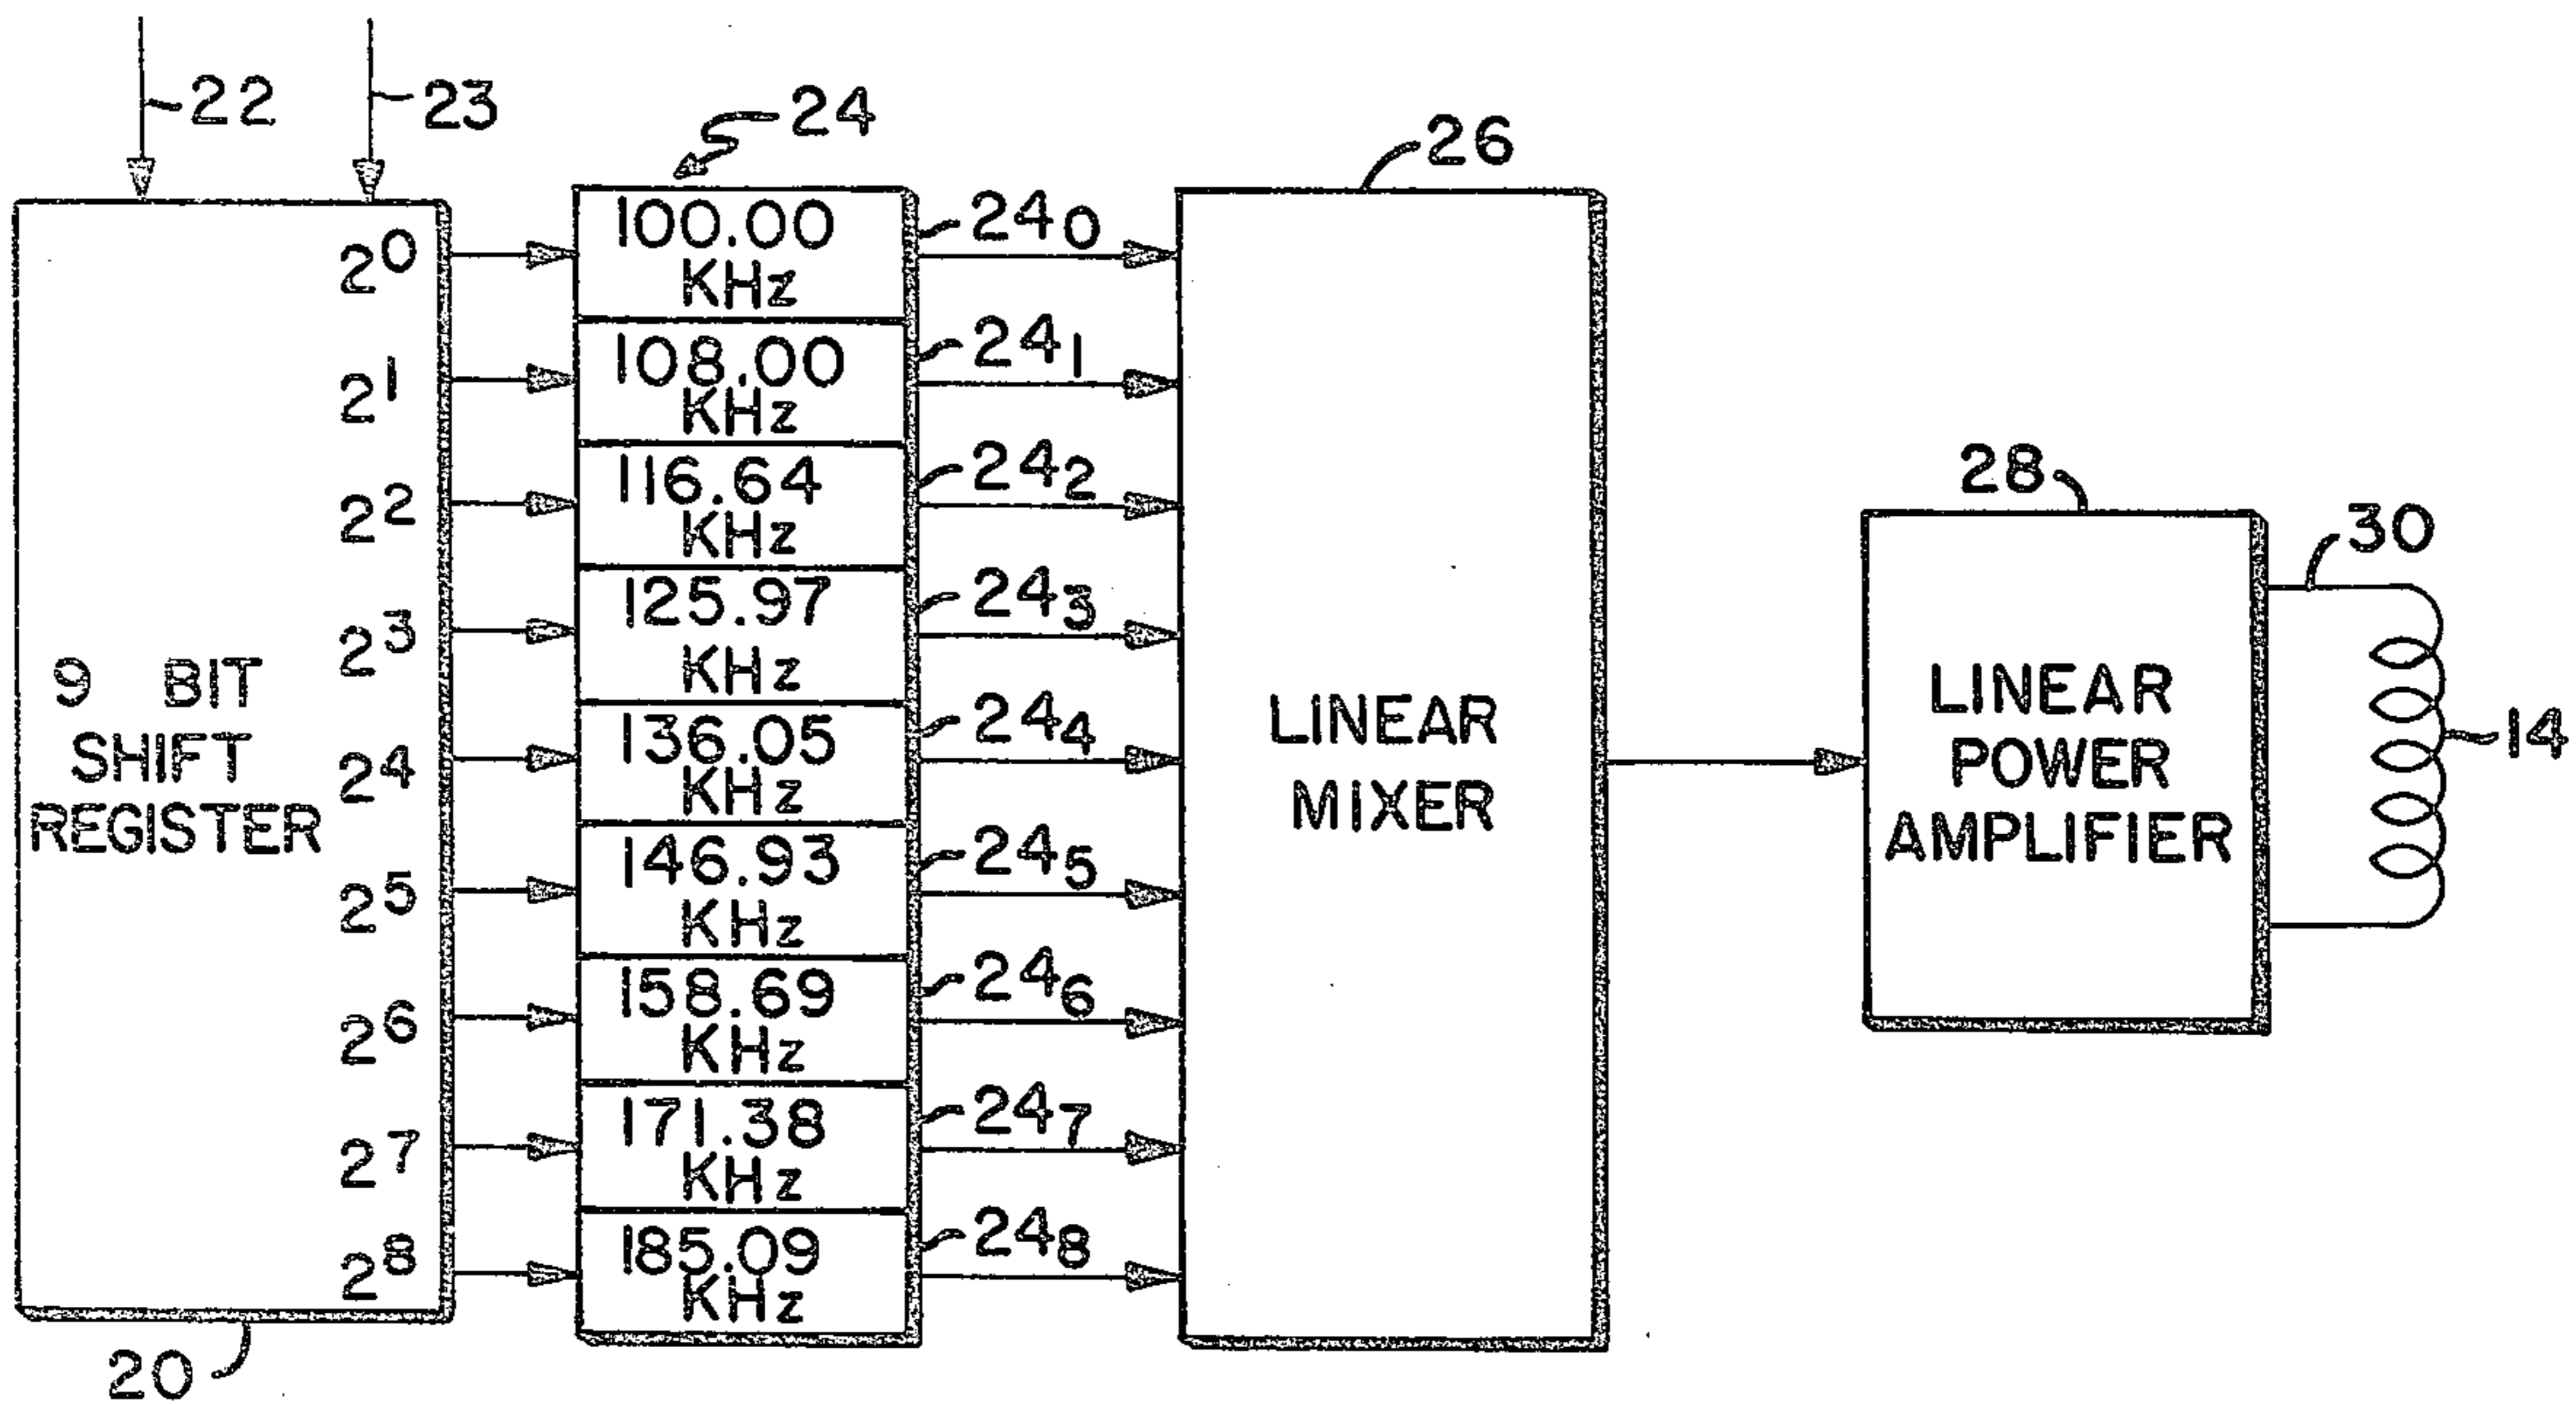 22
23
24
26
2⁰
100.00
KHz
24₀
2¹
108.00
KHz
24₁
2²
116.64
KHz
24₂
2³
125.97
KHz
24₃
2⁴
136.05
KHz
24₄
2⁵
146.93
KHz
24₅
2⁶
158.69
KHz
24₆
2⁷
171.38
KHz
24₇
2⁸
185.09
KHz
24₈
9 BIT
SHIFT
REGISTER
20
LINEAR
MIXER
28
LINEAR
POWER
AMPLIFIER
30
14